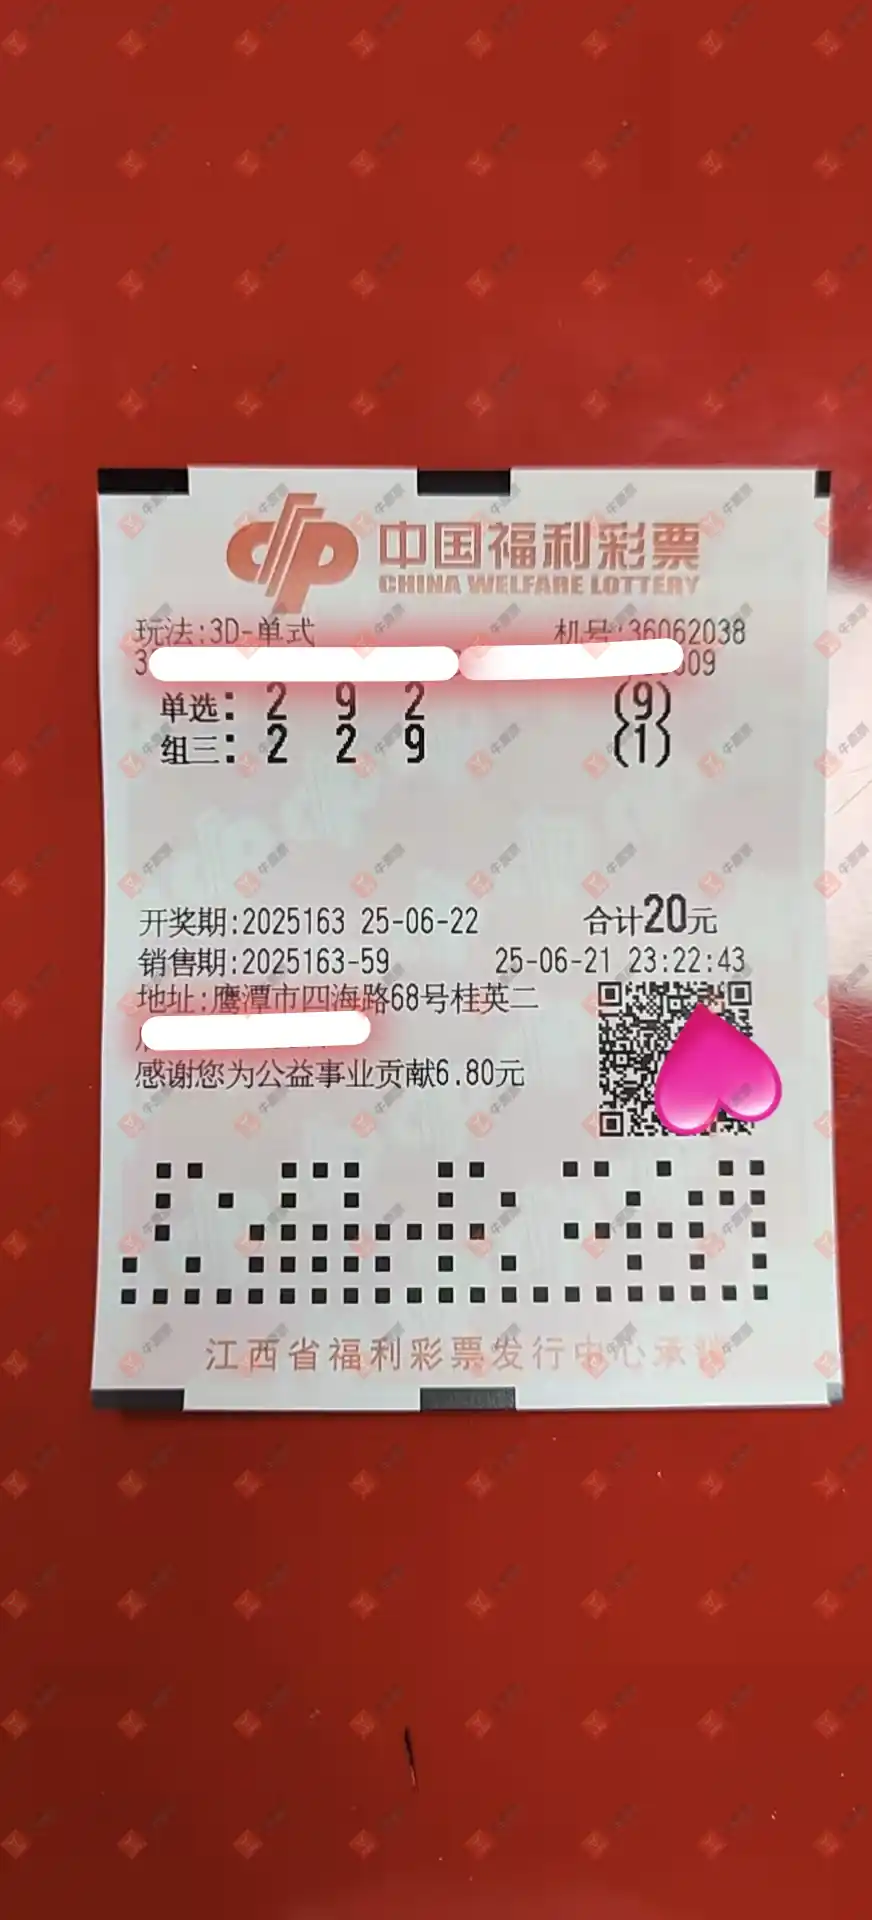 中国福利彩票
CHINA WELFARE LOTTERY
玩法:3D-单式 机号:36062038
3 09
单选: 2 9 2 (9)
组三: 2 2 9 (1)
开奖期:2025163 25-06-22 合计20元
销售期:2025163-59 25-06-21 23:22:43
地址:鹰潭市四海路68号桂英二
感谢您为公益事业贡献6.80元
江西省福利彩票发行中心承销